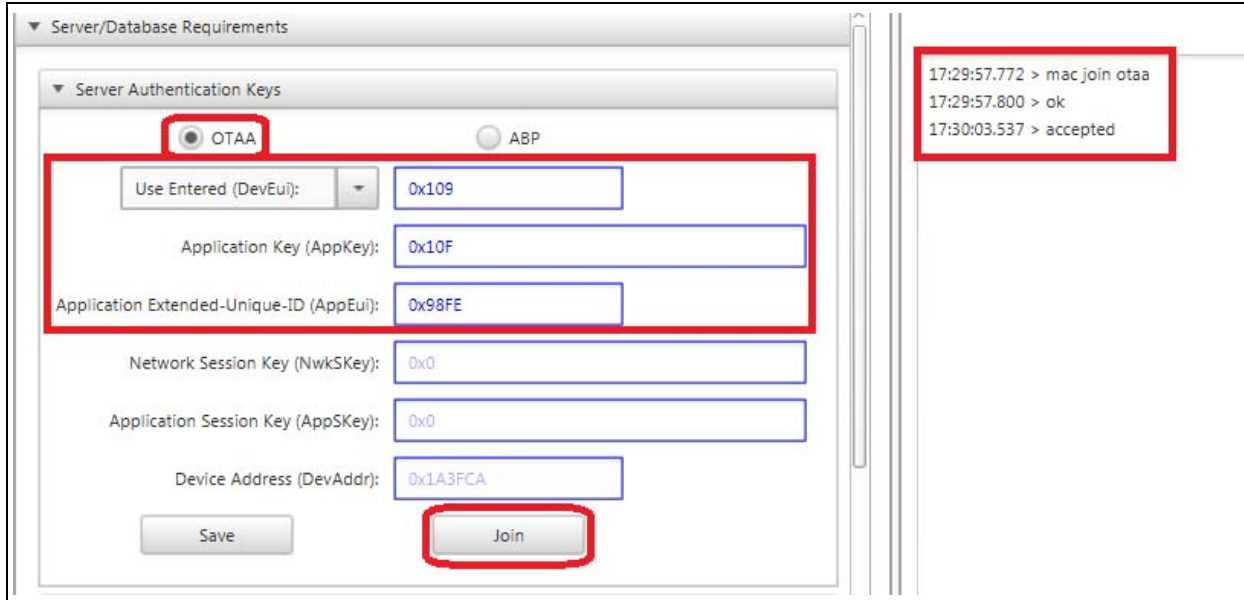 Server/Database Requirements
Server Authentication Keys
OTAA ABP
Use Entered (DevEui): 0x109
Application Key (AppKey): 0x10F
Application Extended-Unique-ID (AppEui): 0x98FE
Network Session Key (NwkSKey): 0x0
Application Session Key (AppSKey): 0x0
Device Address (DevAddr): 0x1A3FCA
Save Join
17:29:57.772 > mac join otaa
17:29:57.800 > ok
17:30:03.537 > accepted